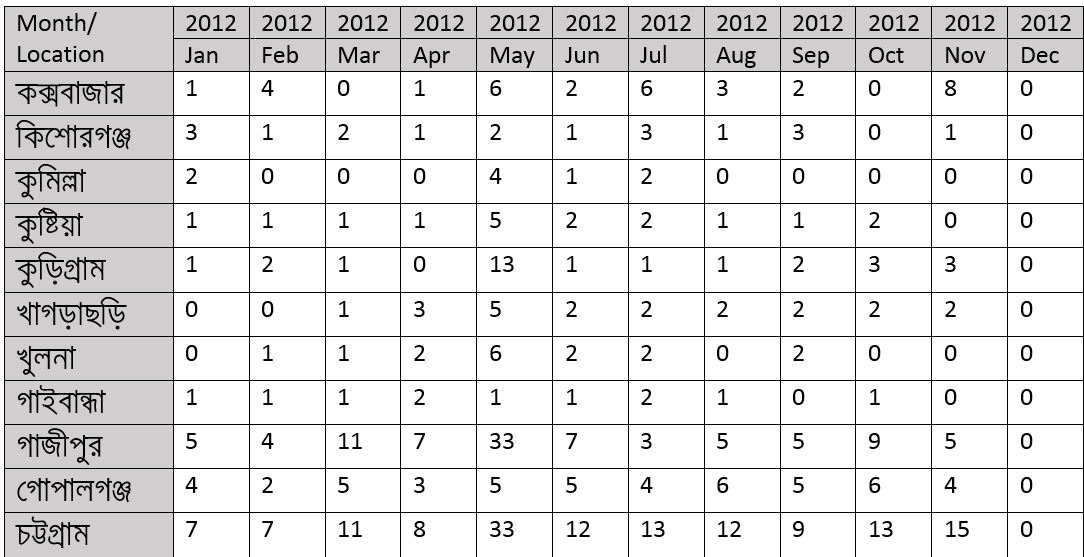 Month/ 2012 2012 2012 2012 2012 2012 2012 2012 2012 2012 2012 2012
Location Jan Feb Mar Apr May Jun Jul Aug Sep Oct Nov Dec
কক্সবাজার 1 4 0 1 6 2 6 3 2 0 8 0
কিশোরগঞ্জ 3 1 2 1 2 1 3 1 3 0 1 0
কুমিল্লা 2 0 0 0 4 1 2 0 0 0 0 0
কুষ্টিয়া 1 1 1 1 5 2 2 1 1 2 0 0
কুড়িগ্রাম 1 2 1 0 13 1 1 1 2 3 3 0
খাগড়াছড়ি 0 0 1 3 5 2 2 2 2 2 2 0
খুলনা 0 1 1 2 6 2 2 0 2 0 0 0
গাইবান্ধা 1 1 1 2 1 1 2 1 0 1 0 0
গাজীপুর 5 4 11 7 33 7 3 5 5 9 5 0
গোপালগঞ্জ 4 2 5 3 5 5 4 6 5 6 4 0
চট্টগ্রাম 7 7 11 8 33 12 13 12 9 13 15 0